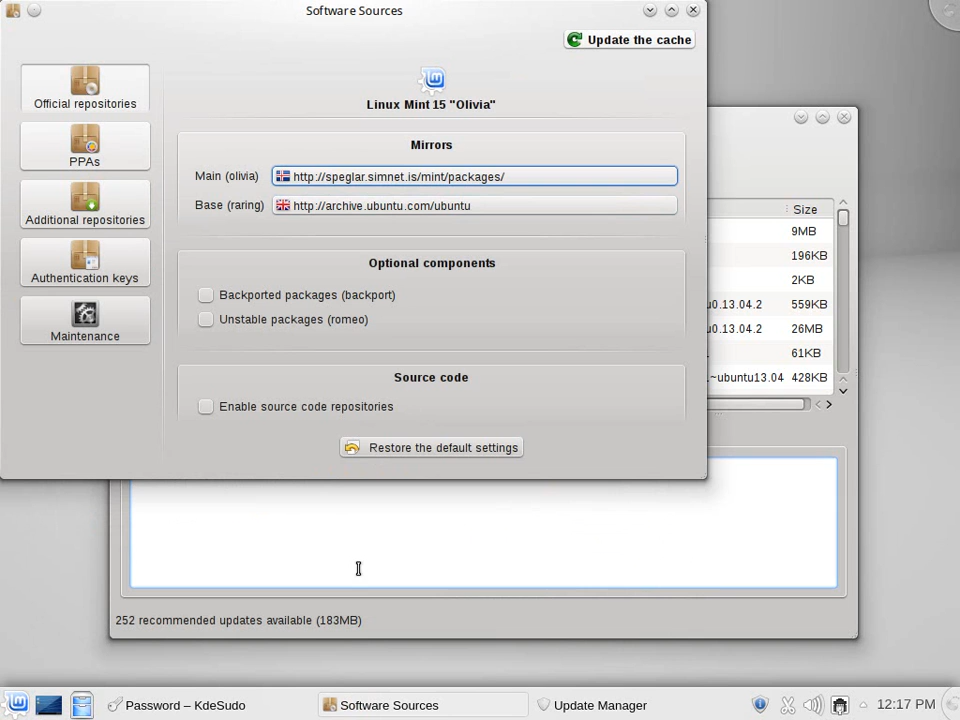 Software Sources
Update the cache
Official repositories
PPAs
Additional repositories
Authentication keys
Maintenance
Linux Mint 15 "Olivia"
Mirrors
Main (olivia) http://speglar.simnet.is/mint/packages/
Base (raring) http://archive.ubuntu.com/ubuntu
Optional components
Backported packages (backport)
Unstable packages (romeo)
Source code
Enable source code repositories
Restore the default settings
Size
9MB
196KB
2KB
u0.13.04.2 559KB
u0.13.04.2 26MB
61KB
.~ubuntu13.04 428KB
252 recommended updates available (183MB)
Password – KdeSudo
Software Sources
Update Manager
12:17 PM